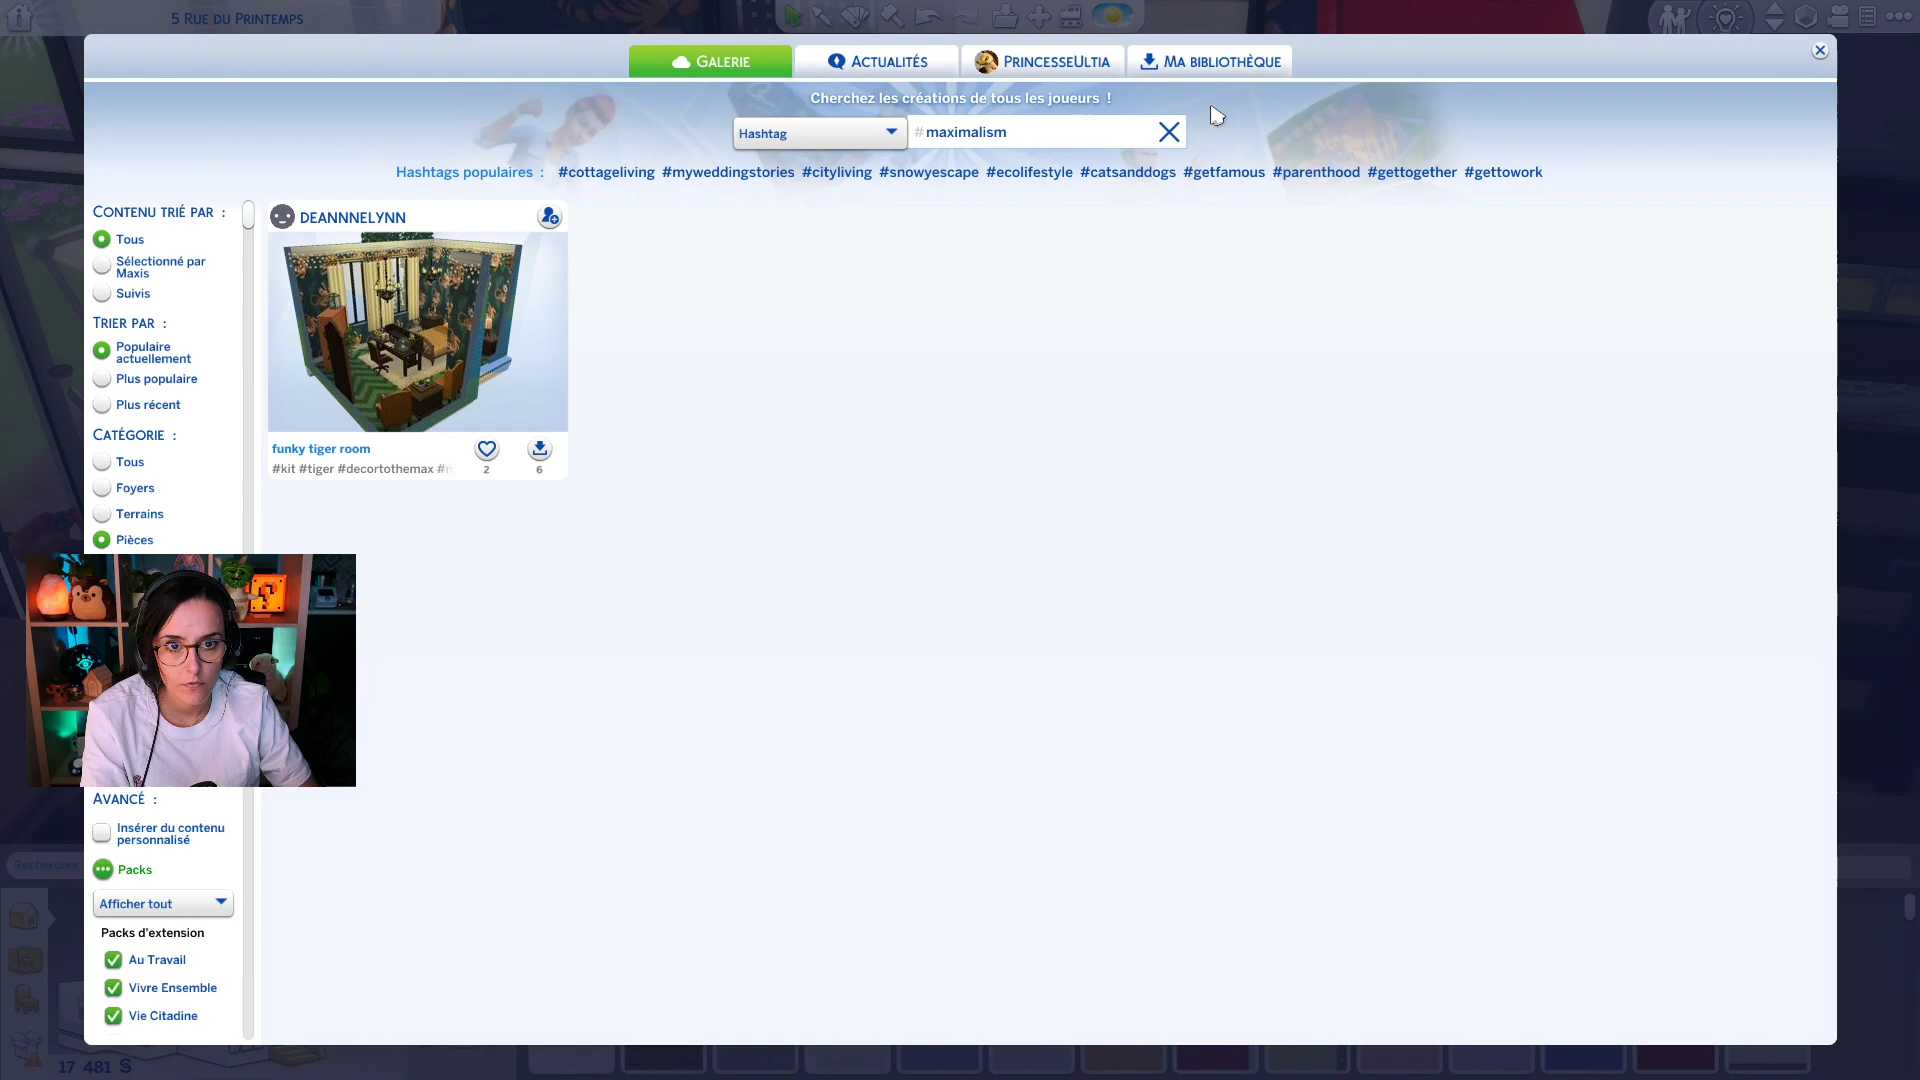 5 Rue du Printemps
Galerie
Actualités
PrincesseUltia
Ma bibliothèque
Cherchez les créations de tous les joueurs !
Hashtag
# maximalism
Hashtags populaires : #cottageliving #myweddingstories #cityliving #snowyescape #ecolifestyle #catsanddogs #getfamous #parenthood #gettogether #gettowork
Contenu trié par :
Tous
Sélectionné par
Maxis
Suivis
Trier par :
Populaire
actuellement
Plus populaire
Plus récent
Catégorie :
Tous
Foyers
Terrains
Pièces
DEANNNELYNN
funky tiger room
#kit #tiger #decortothemax
2
6
Avancé :
Insérer du contenu
personnalisé
Packs
Afficher tout
Packs d'extension
Au Travail
Vivre Ensemble
Vie Citadine
Rechercher
17 481 §